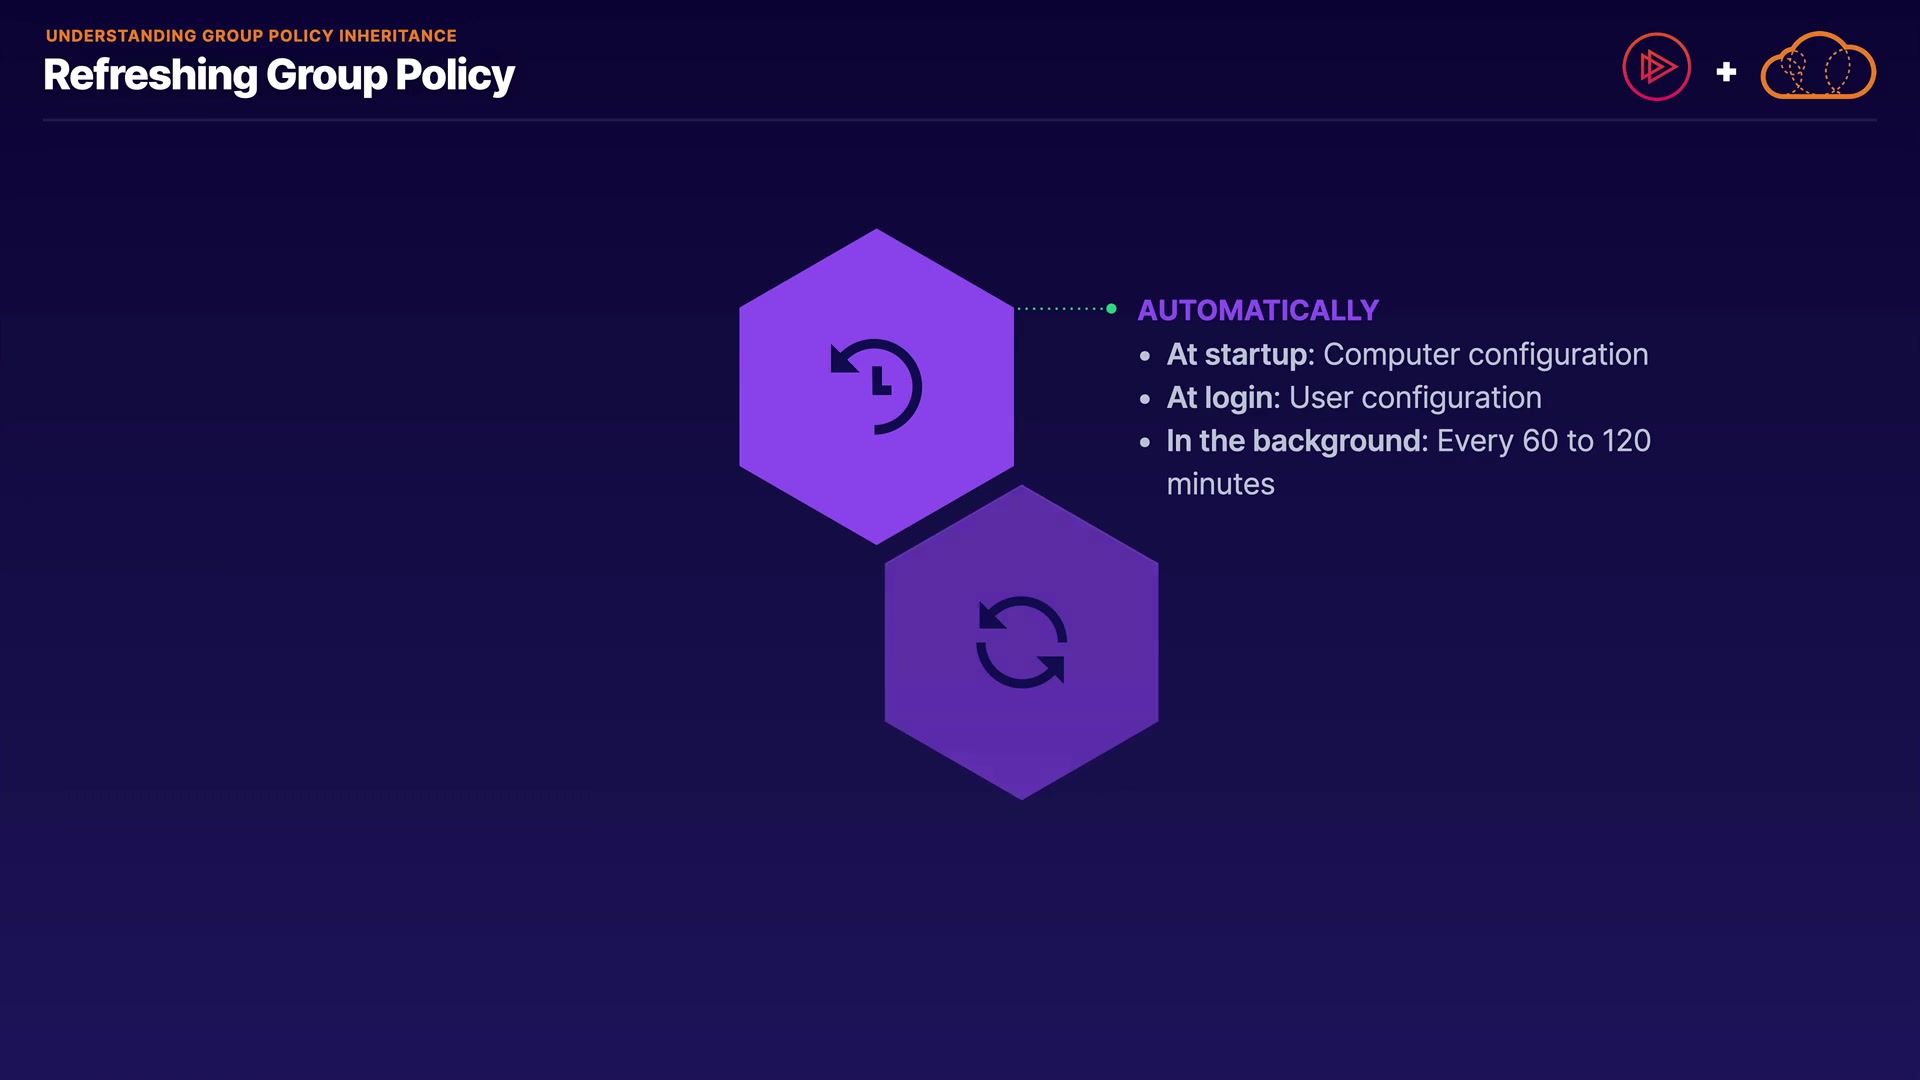 UNDERSTANDING GROUP POLICY INHERITANCE
Refreshing Group Policy
+
AUTOMATICALLY
• At startup: Computer configuration
• At login: User configuration
• In the background: Every 60 to 120
minutes